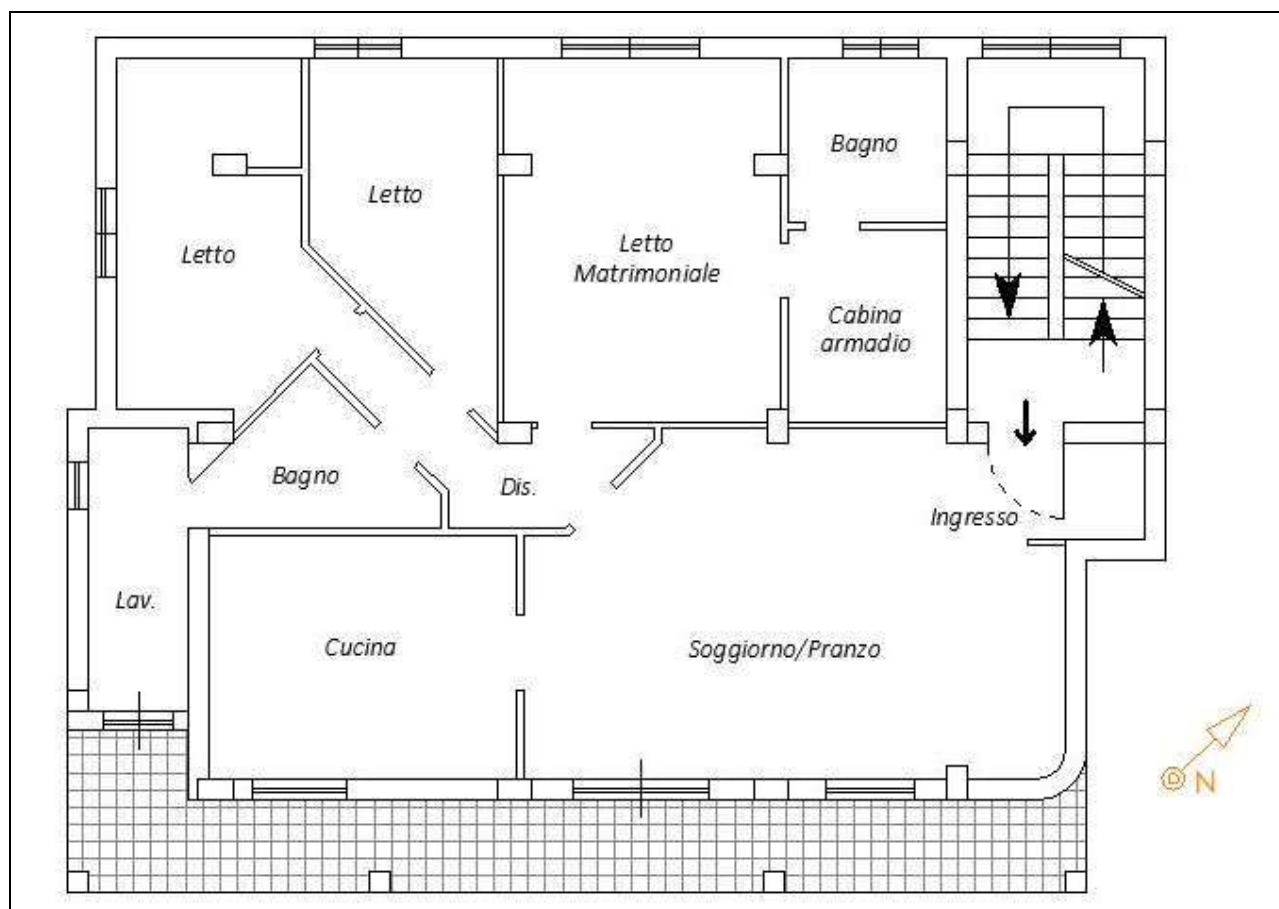 Bagno
Letto
Letto
Letto
Matrimoniale
Cabina
armadio
Bagno
Dis.
Ingresso
Lav.
Cucina
Soggiorno/Pranzo
N